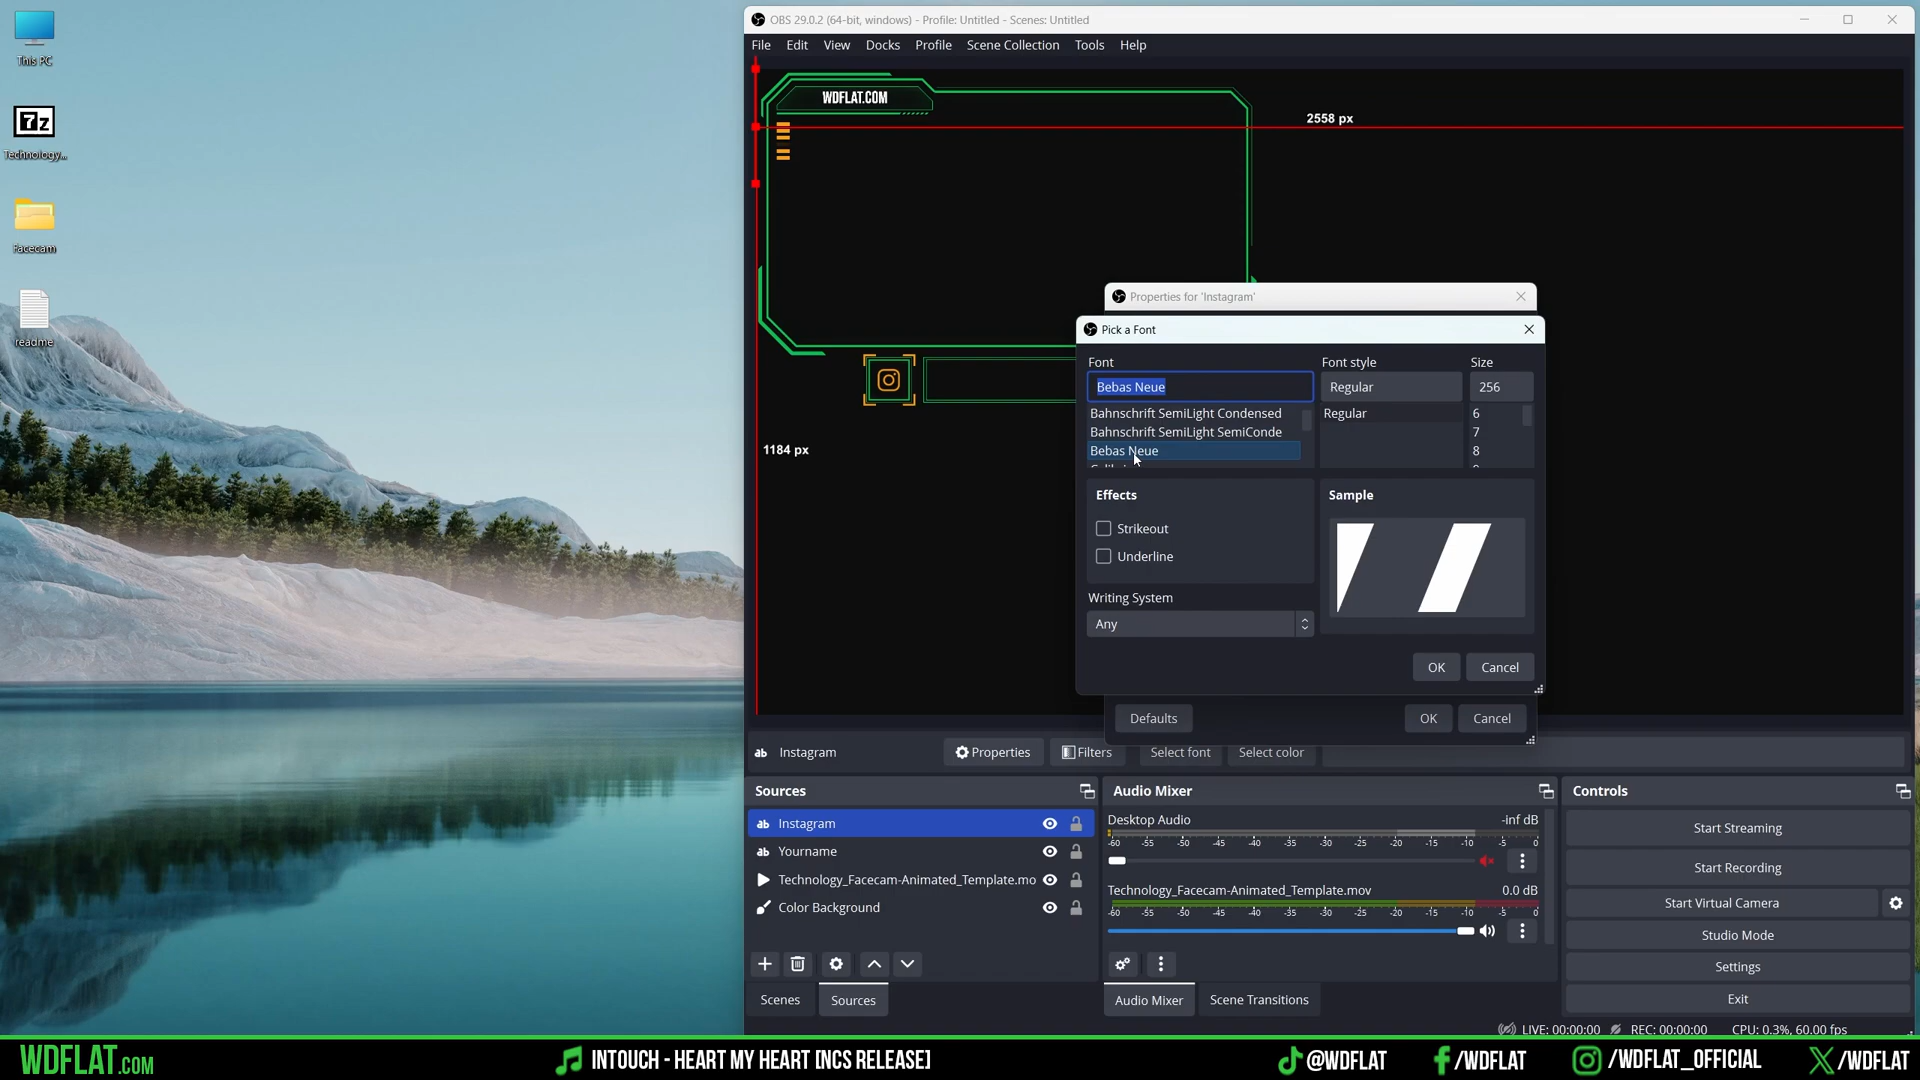 This PC
Technology...
Facecam
readme
OBS 29.0.2 (64-bit, windows) - Profile: Untitled - Scenes: Untitled
File Edit View Docks Profile Scene Collection Tools Help
WDFLAT.COM
2558 px
1184 px
Properties for 'Instagram'
Pick a Font
Font Font style Size
Bebas Neue Regular 256
Bahnschrift SemiLight Condensed Regular 6
Bahnschrift SemiLight SemiConde 7
Bebas Neue 8
Effects Sample
Strikeout
Underline
Writing System
Any
OK Cancel
Defaults OK Cancel
ab Instagram Properties Filters Select font Select color
Sources Audio Mixer Controls
ab Instagram
ab Yourname
Technology_Facecam-Animated_Template.mo
Color Background
Desktop Audio -inf dB
-60 -55 -50 -45 -40 -35 -30 -25 -20 -15 -10 -5 0
Technology_Facecam-Animated_Template.mov 0.0 dB
-60 -55 -50 -45 -40 -35 -30 -25 -20 -15 -10 -5 0
Start Streaming
Start Recording
Start Virtual Camera
Studio Mode
Settings
Exit
Scenes Sources Audio Mixer Scene Transitions
LIVE: 00:00:00 REC: 00:00:00 CPU: 0.3%, 60.00 fps
WDFLAT.COM INTOUCH - HEART MY HEART [NCS RELEASE] @WDFLAT /WDFLAT /WDFLAT_OFFICIAL /WDFLAT